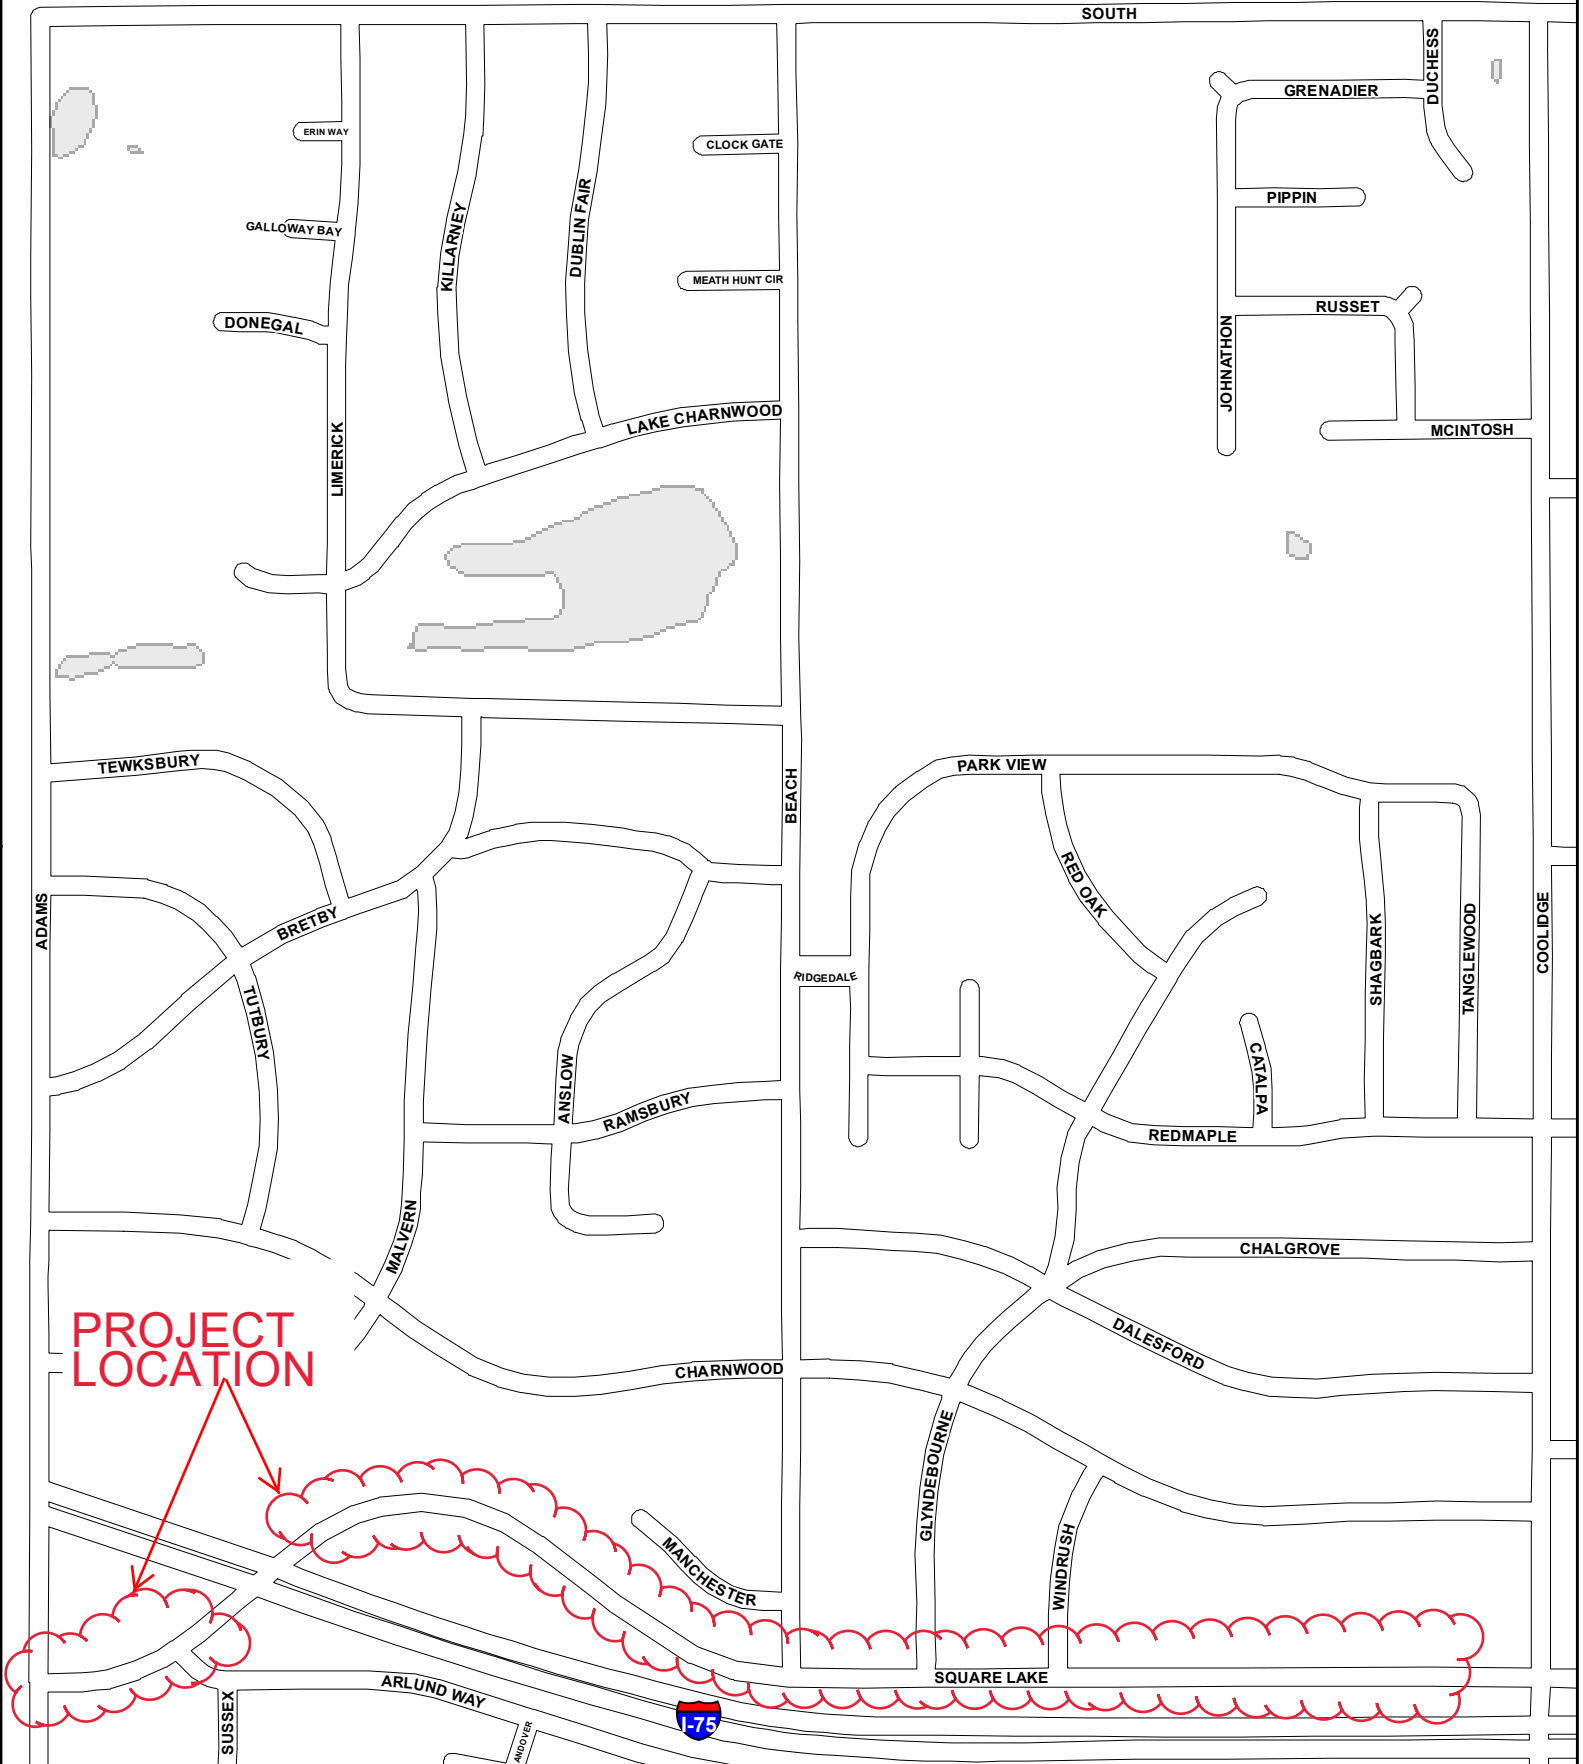 SOUTH
DUCHESS
GRENADIER
ERIN WAY
CLOCK GATE
PIPPIN
GALLOWAY BAY
KILLARNEY
DUBLIN FAIR
MEATH HUNT CIR
DONEGAL
RUSSET
JOHNATHON
LAKE CHARNWOOD
MCINTOSH
LIMERICK
TEWKSBURY
PARK VIEW
BEACH
RED OAK
ADAMS
BRETBY
COOLIDGE
SHAGBARK
TANGLEWOOD
RIDGEDALE
TUTBURY
CATALPA
ANSLOW
RAMSBURY
REDMAPLE
MALVERN
CHALGROVE
PROJECT
LOCATION
DALESFORD
CHARNWOOD
GLYNDEBOURNE
WINDRUSH
MANCHESTER
SQUARE LAKE
ARLUND WAY
SUSSEX
I-75
ANDOVER